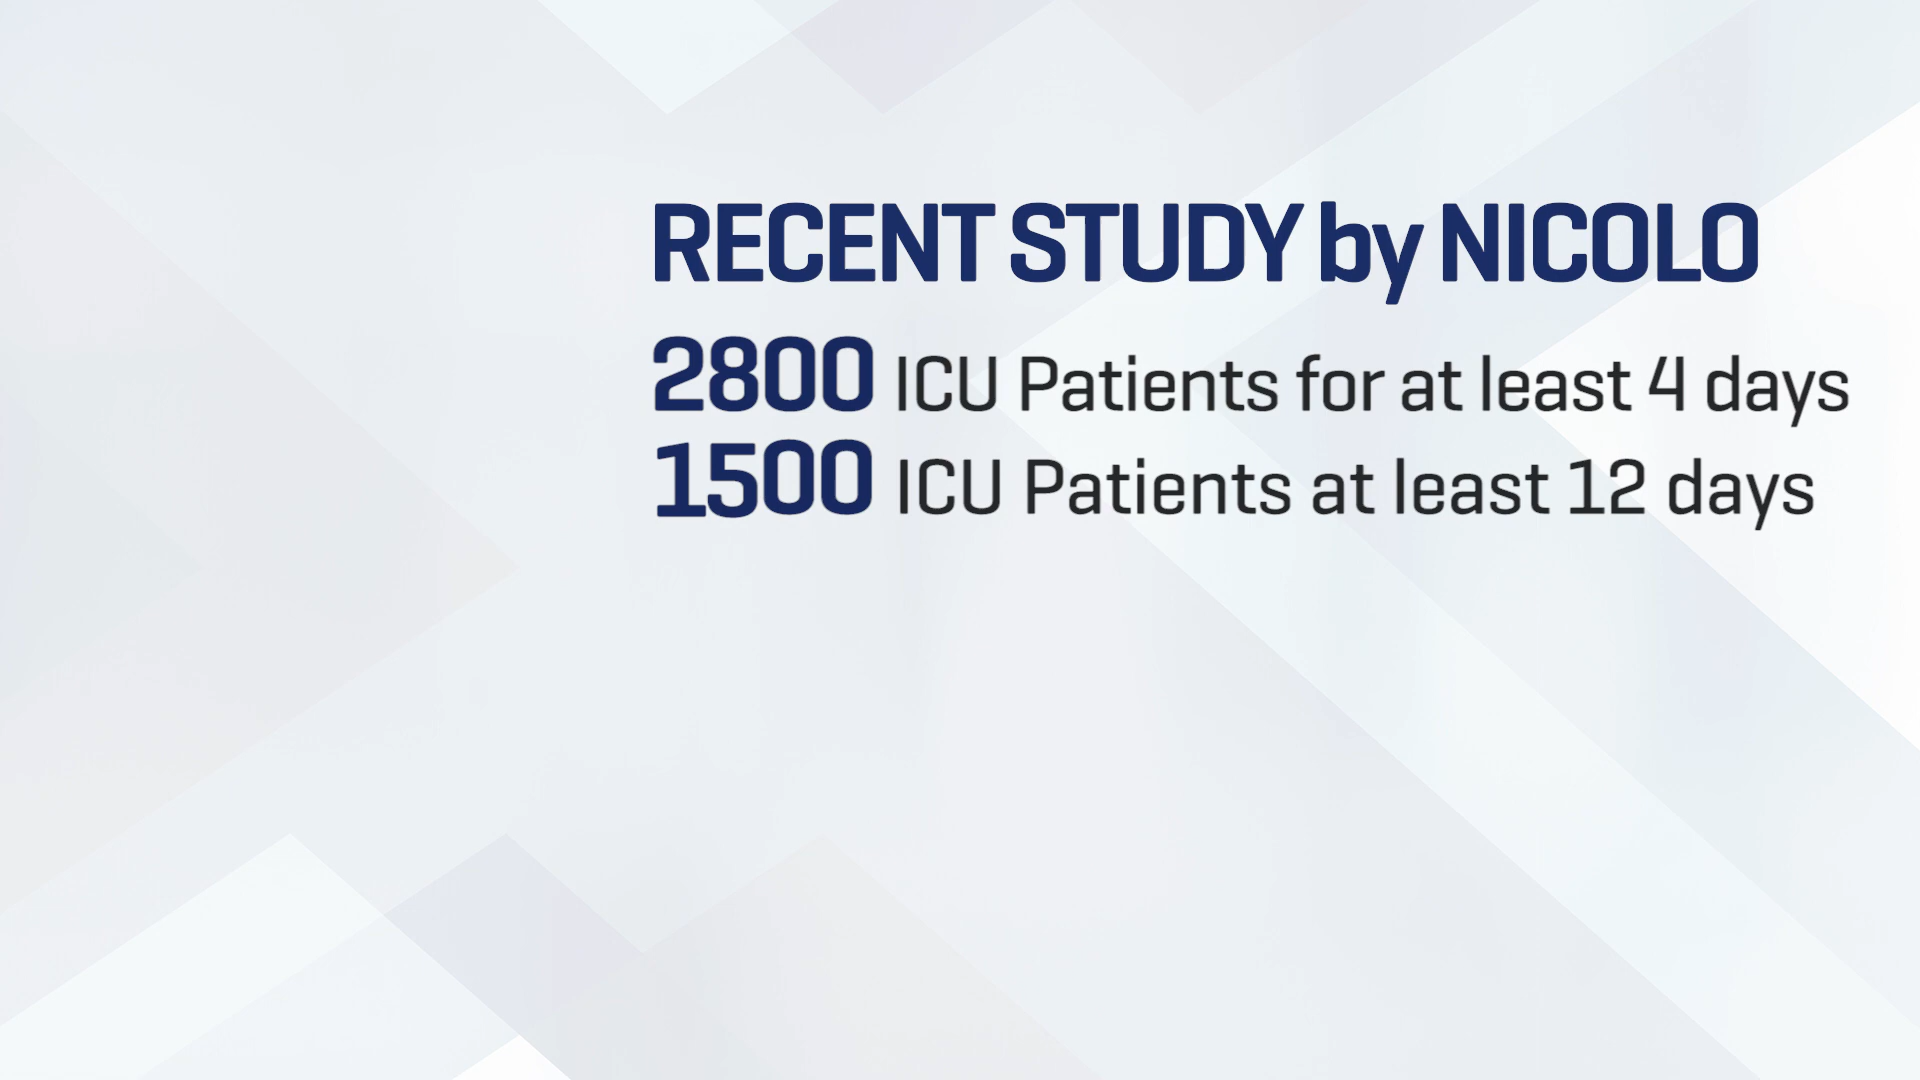 RECENT STUDY by NICOLO
2800 ICU Patients for at least 4 days
1500 ICU Patients at least 12 days